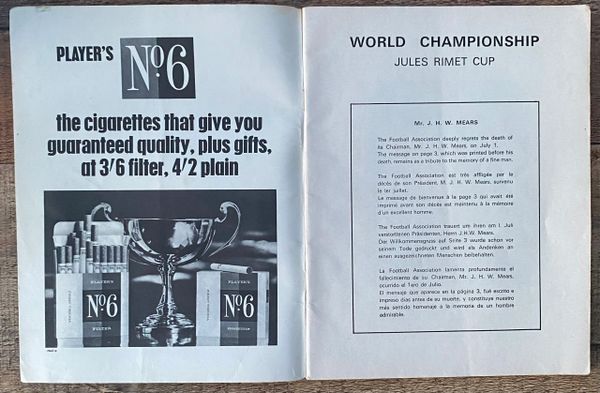 PLAYER'S
No6
the cigarettes that give you
guaranteed quality, plus gifts,
at 3/6 filter, 4/2 plain
PLAYER'S
No6
FILTER
PLAYER'S
No6
WORLD CHAMPIONSHIP
JULES RIMET CUP
Mr. J. H. W. MEARS
The Football Association deeply regrets the death of
its Chairman, Mr. J. H. W. Mears, on July 1.
The message on page 3, which was printed before his
death, remains as a tribute to the memory of a fine man.
The Football Association est très affligée par le
décès de son Président, M. J. H. W. Mears, survenu
le 1er juillet.
Le message de bienvenue à la page 3 qui avait été
imprimé avant son décès est maintenu à la mémoire
d'un excellent homme.
The Football Association trauert um ihren am 1. Juli
verstorbenen Präsidenten, Herrn J.H.W. Mears.
Der Willkommensgruss auf Seite 3 wurde schon vor
seinem Tode gedruckt und wird als Andenken an
einen ausgezeichneten Menschen beibehalten.
La Football Association lamenta profundamente el
fallecimiento de su Chairman, Mr. J. H. W. Mears,
ocurrido el 1ero de Julio.
El mensaje que aparece en la página 3, fué escrito e
impreso días antes de su muerte, y constituye nuestro
más sentido homenaje a la memoria de un hombre
admirable.